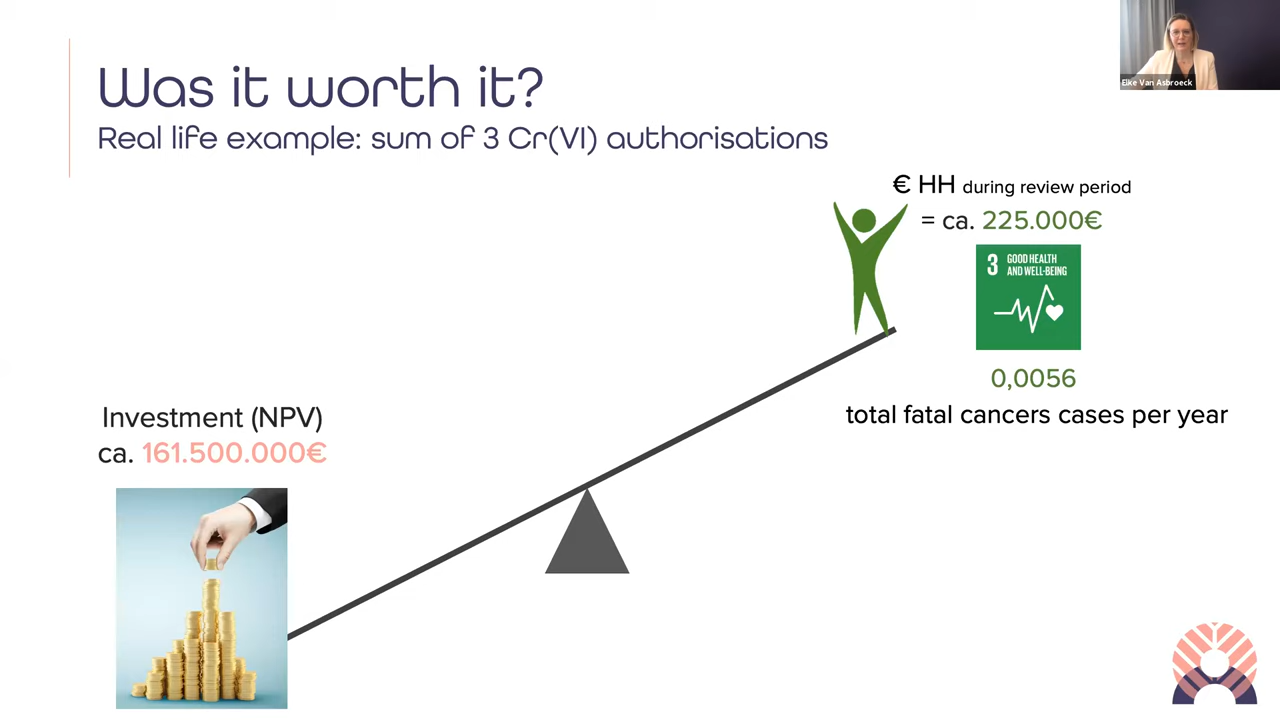 Was it worth it?
Real life example: sum of 3 Cr(VI) authorisations
Elke Van Asbroeck
€ HH during review period
= ca. 225.000€
3 GOOD HEALTH
AND WELL-BEING
0,0056
total fatal cancers cases per year
Investment (NPV)
ca. 161.500.000€